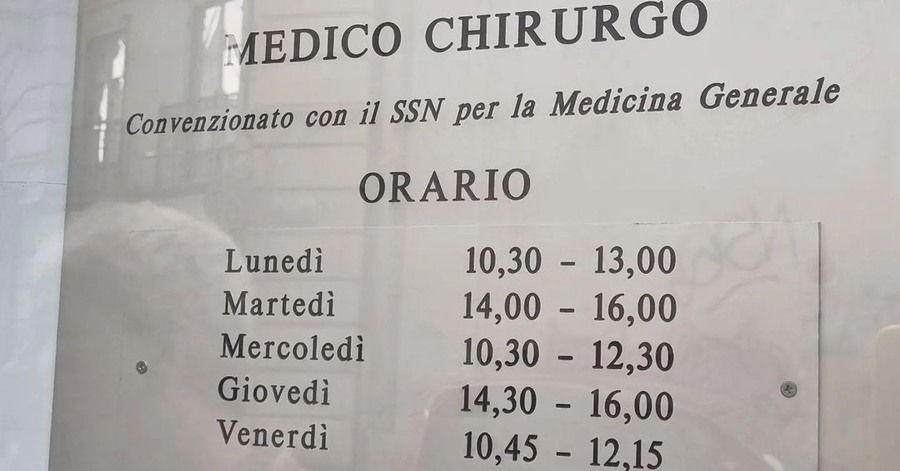 MEDICO CHIRURGO
Convenzionato con il SSN per la Medicina Generale
ORARIO
Lunedì 10,30 - 13,00
Martedì 14,00 - 16,00
Mercoledì 10,30 - 12,30
Giovedì 14,30 - 16,00
Venerdì 10,45 - 12,15